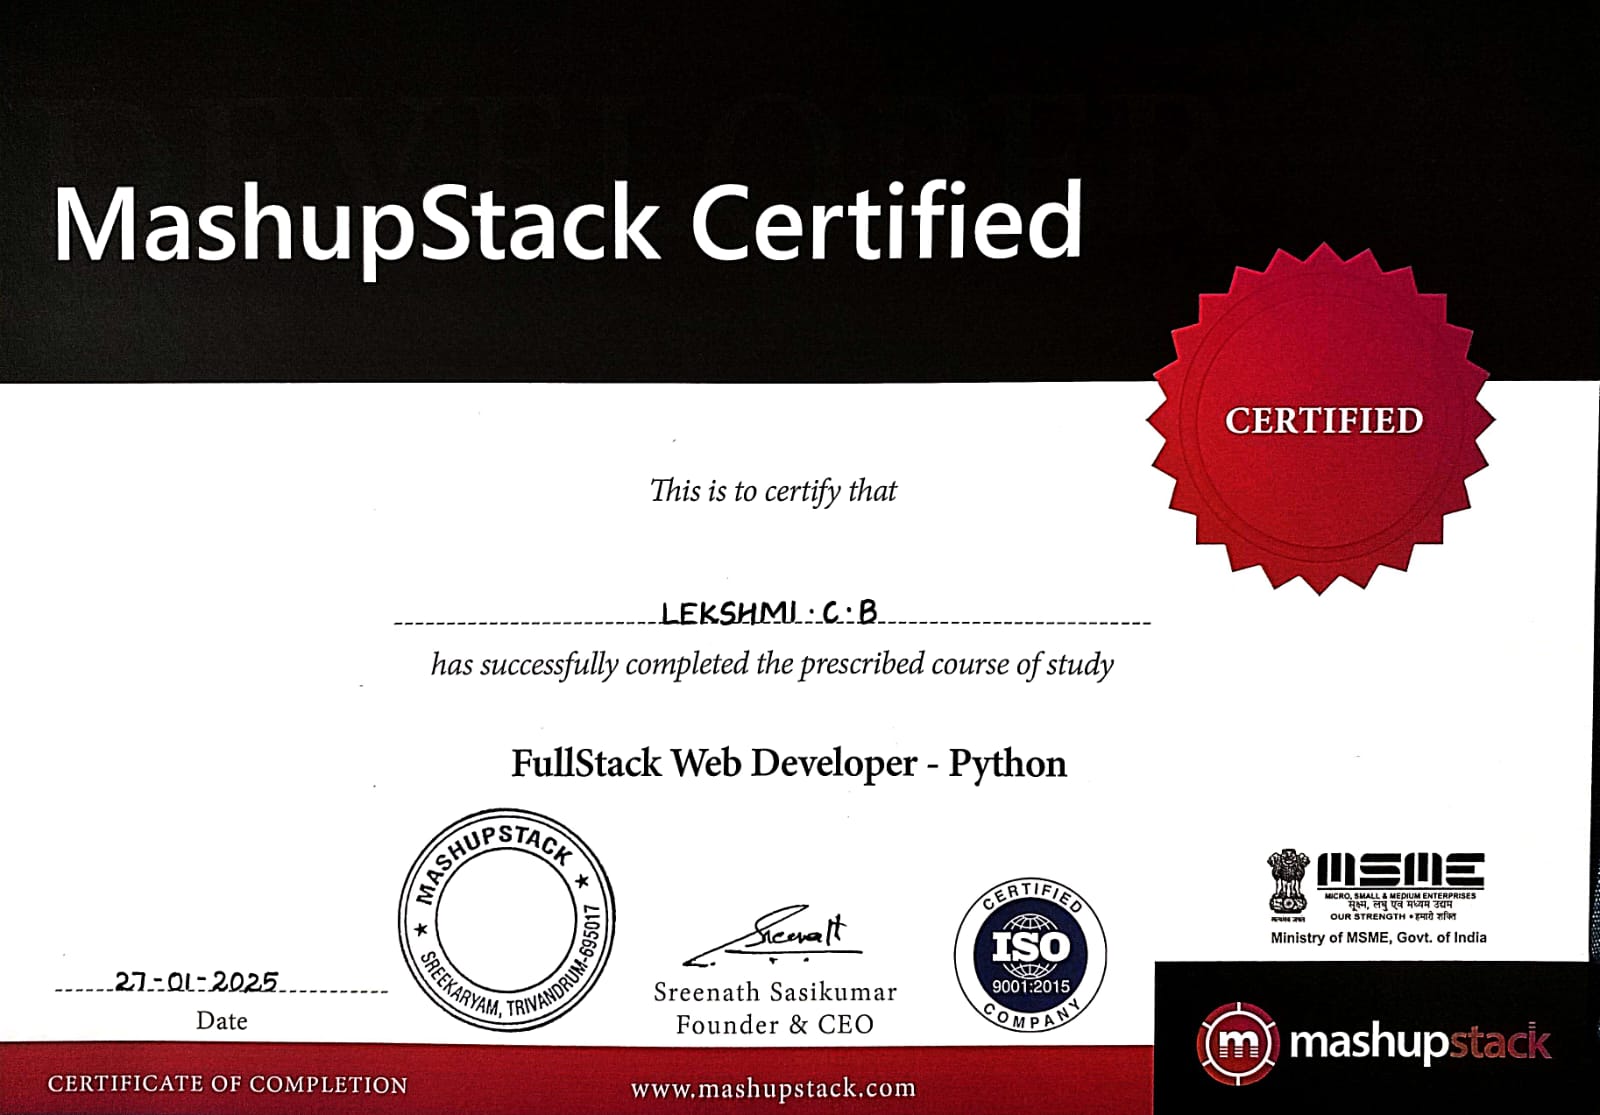 MashupStack Certified
CERTIFIED
This is to certify that
LEKSHMI . C . B
has successfully completed the prescribed course of study
FullStack Web Developer - Python
MASHUPSTACK
SREEKARYAM, TRIVANDRUM-695017
27-01-2025
Date
Sreenath
Sreenath Sasikumar
Founder & CEO
CERTIFIED
ISO
9001:2015
COMPANY
MSME
MICRO, SMALL & MEDIUM ENTERPRISES
सूक्ष्म, लघु एवं मध्यम उद्यम
OUR STRENGTH • हमारी शक्ति
सत्यमेव जयते
Ministry of MSME, Govt. of India
m mashupstack
CERTIFICATE OF COMPLETION
www.mashupstack.com